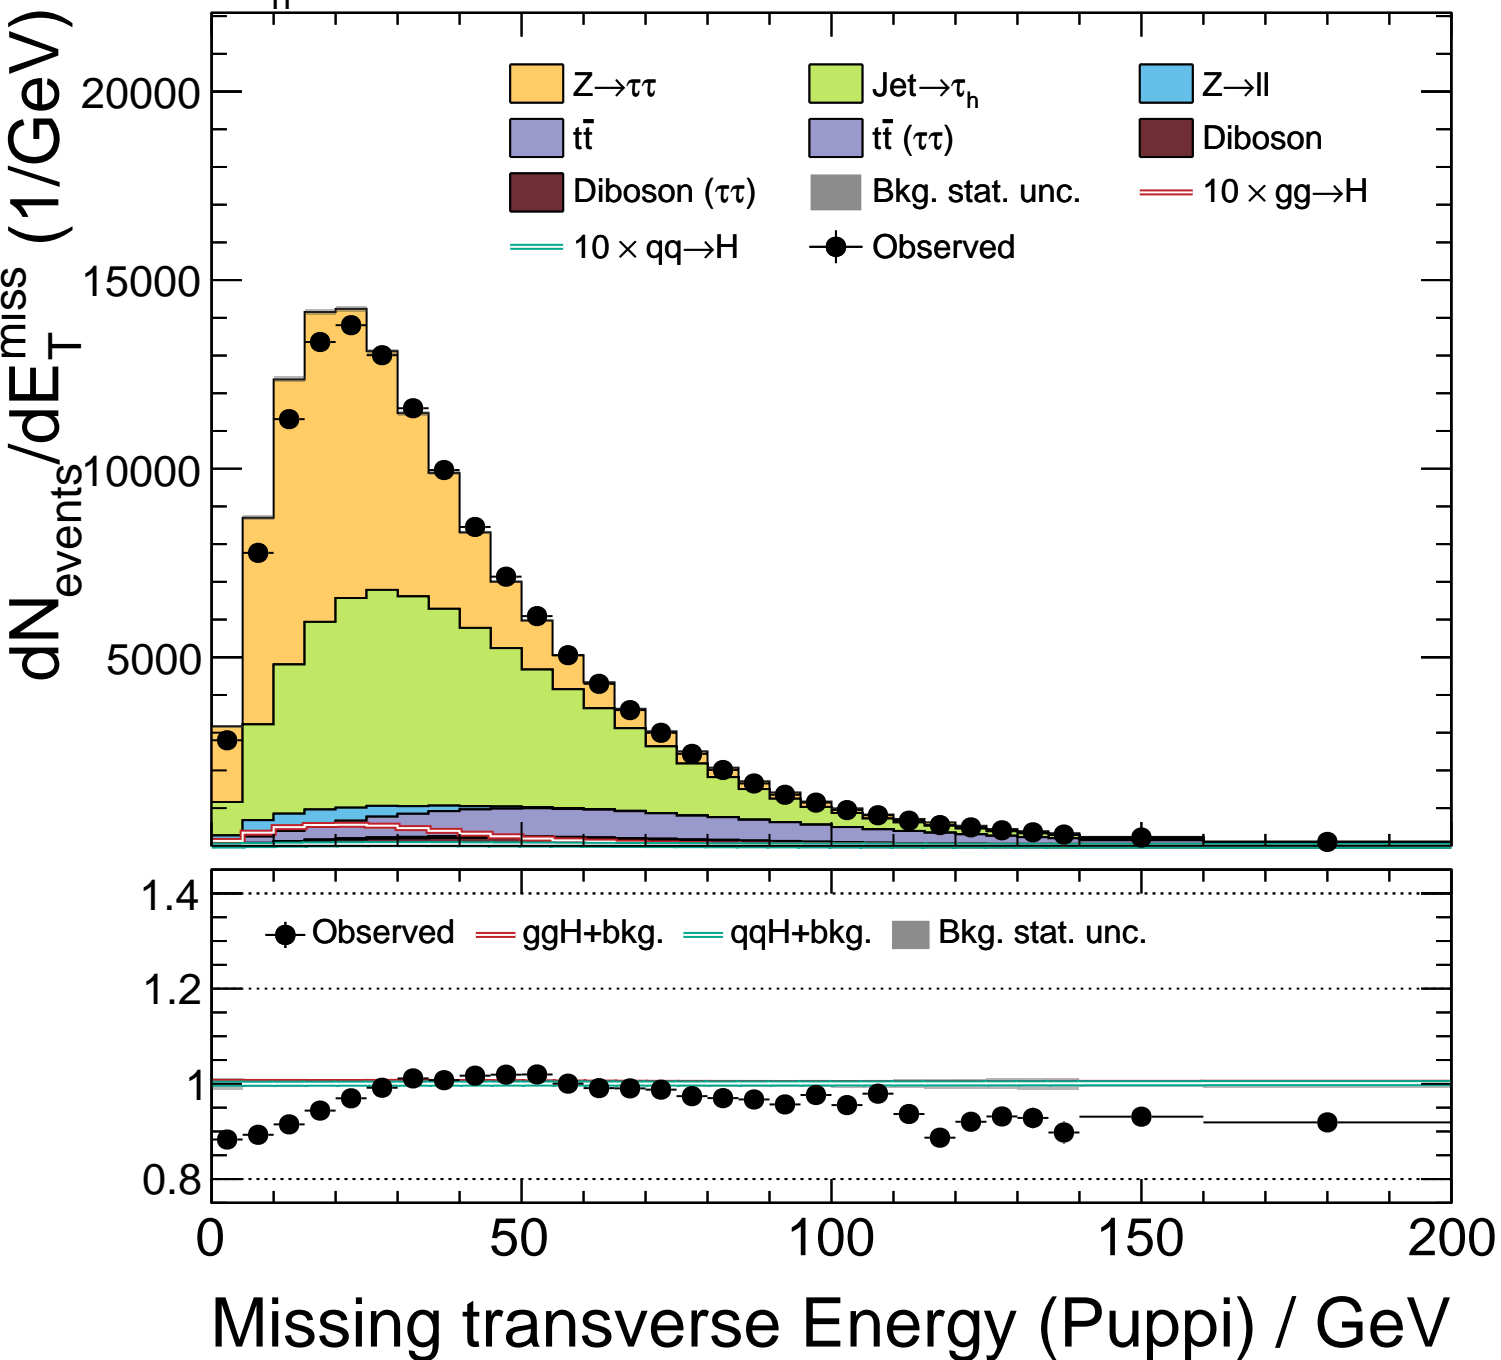 dN_events/dE_T^miss (1/GeV)
20000
15000
10000
5000
Z→ττ Jet→τ_h Z→ll
tt̄ tt̄ (ττ) Diboson
Diboson (ττ) Bkg. stat. unc. 10 × gg→H
10 × qq→H Observed
1.4
1.2
1
0.8
Observed ggH+bkg. qqH+bkg. Bkg. stat. unc.
0 50 100 150 200
Missing transverse Energy (Puppi) / GeV